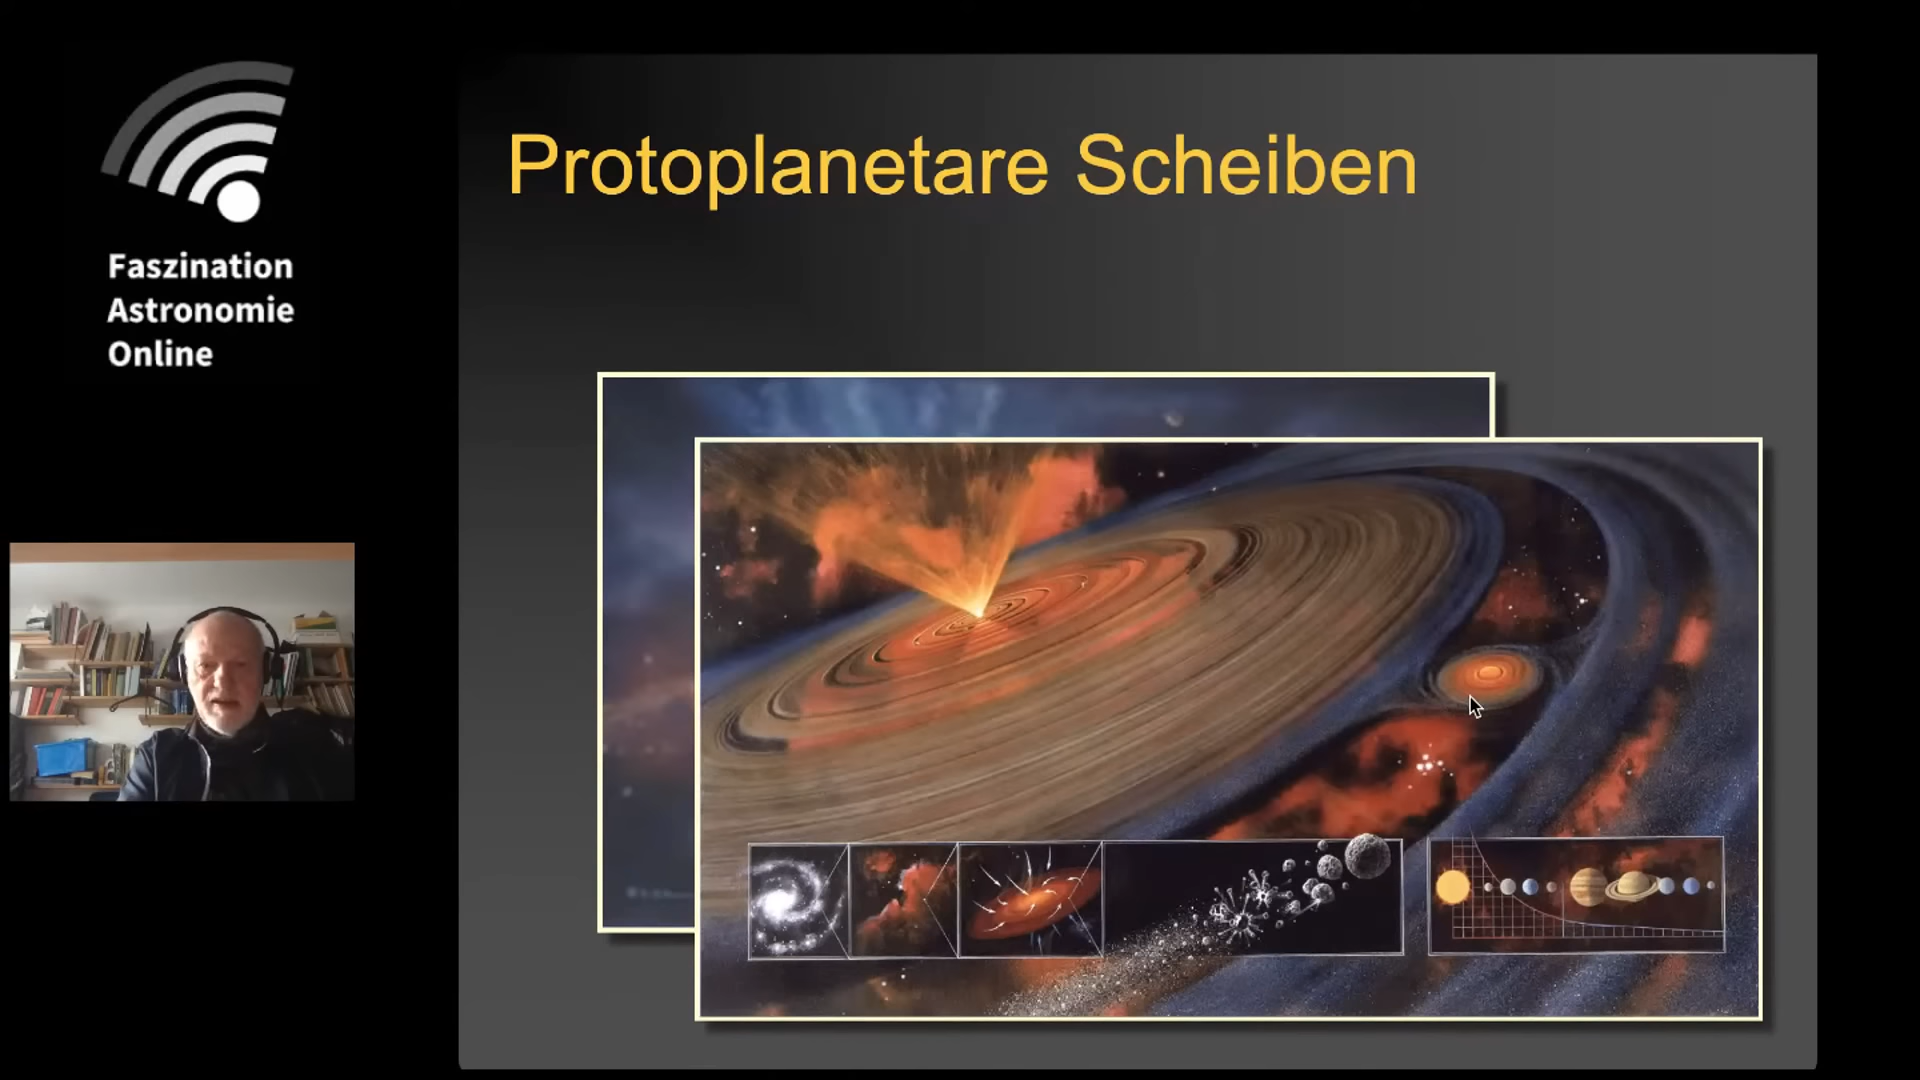 Faszination
Astronomie
Online
Protoplanetare Scheiben